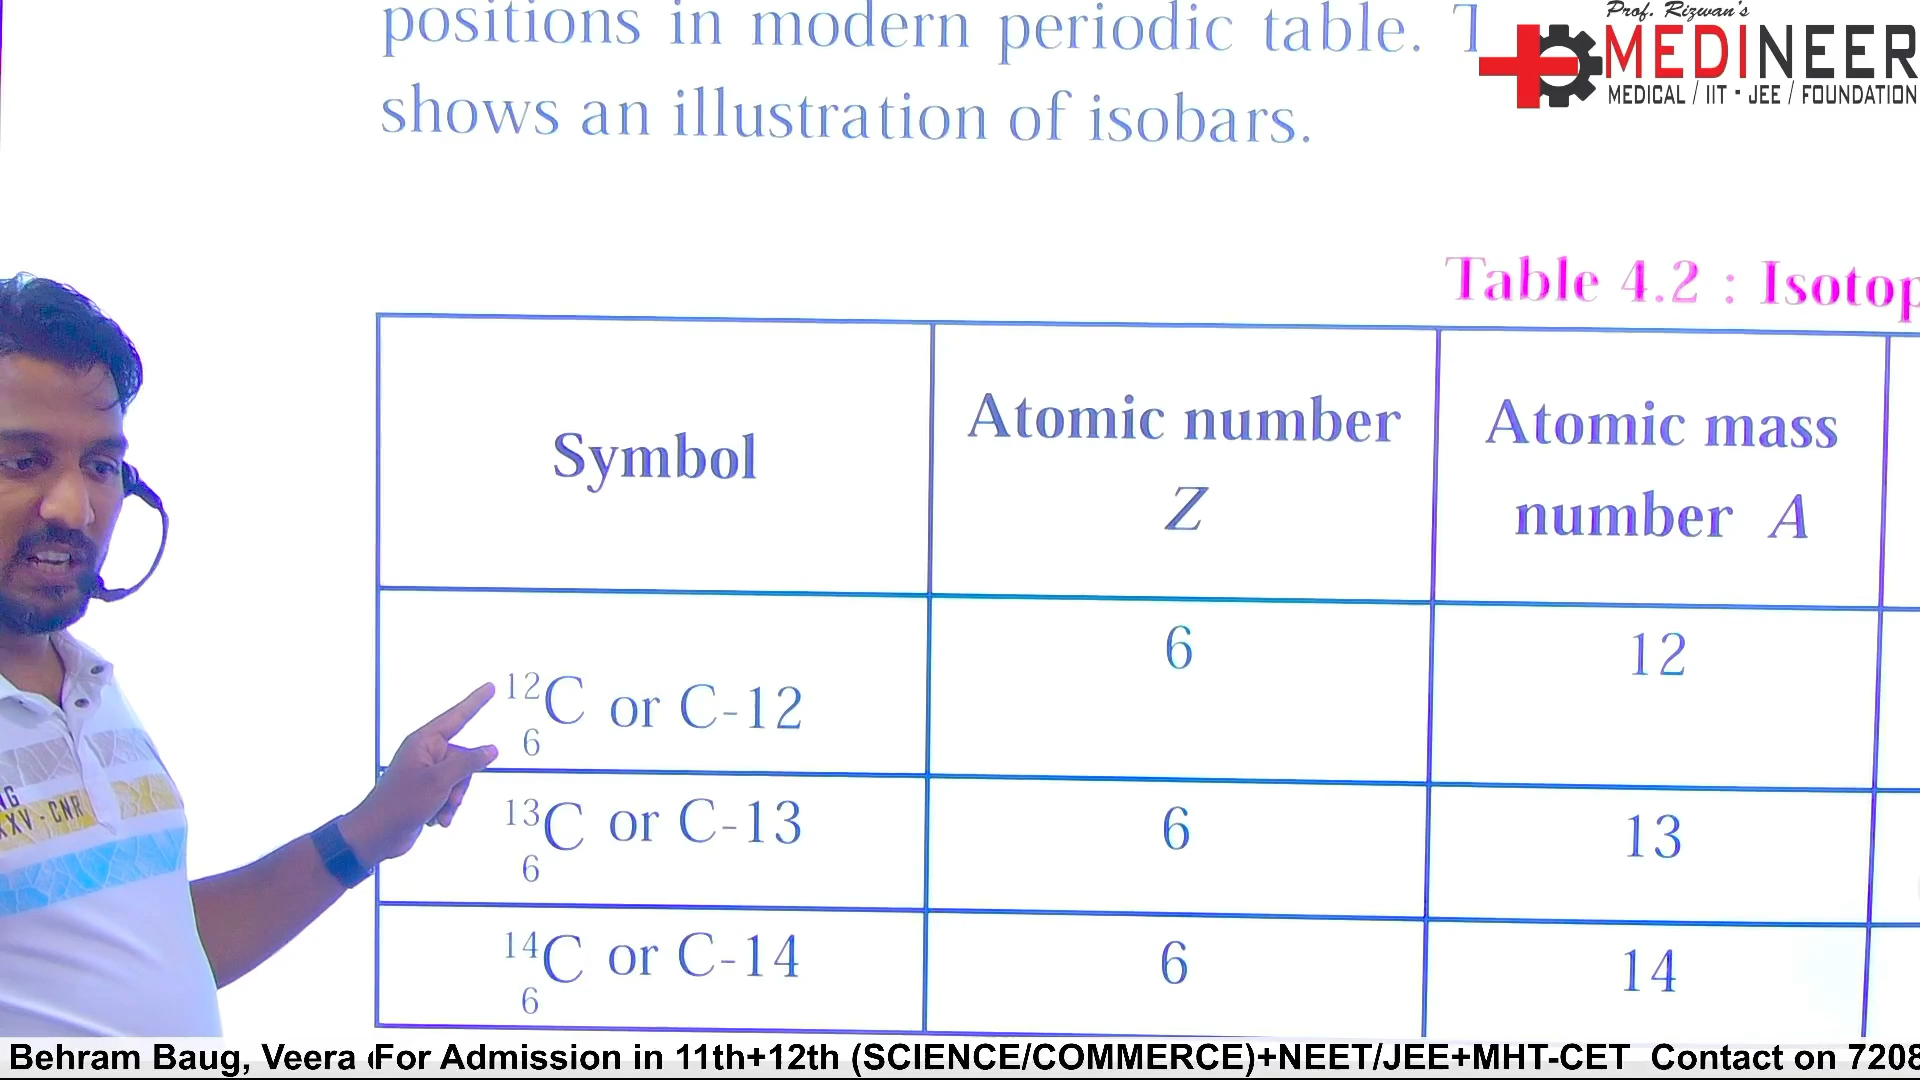 positions in modern periodic table. T
shows an illustration of isobars.
Prof. Rizwan's
MEDINEER
MEDICAL / IIT - JEE / FOUNDATION
Table 4.2 : Isotop
Symbol
Atomic number
Z
Atomic mass
number A
¹²₆C or C-12
6
12
¹³₆C or C-13
6
13
¹⁴₆C or C-14
6
14
NG
XXV - CNR
Behram Baug, Veera
For Admission in 11th+12th (SCIENCE/COMMERCE)+NEET/JEE+MHT-CET Contact on 7208